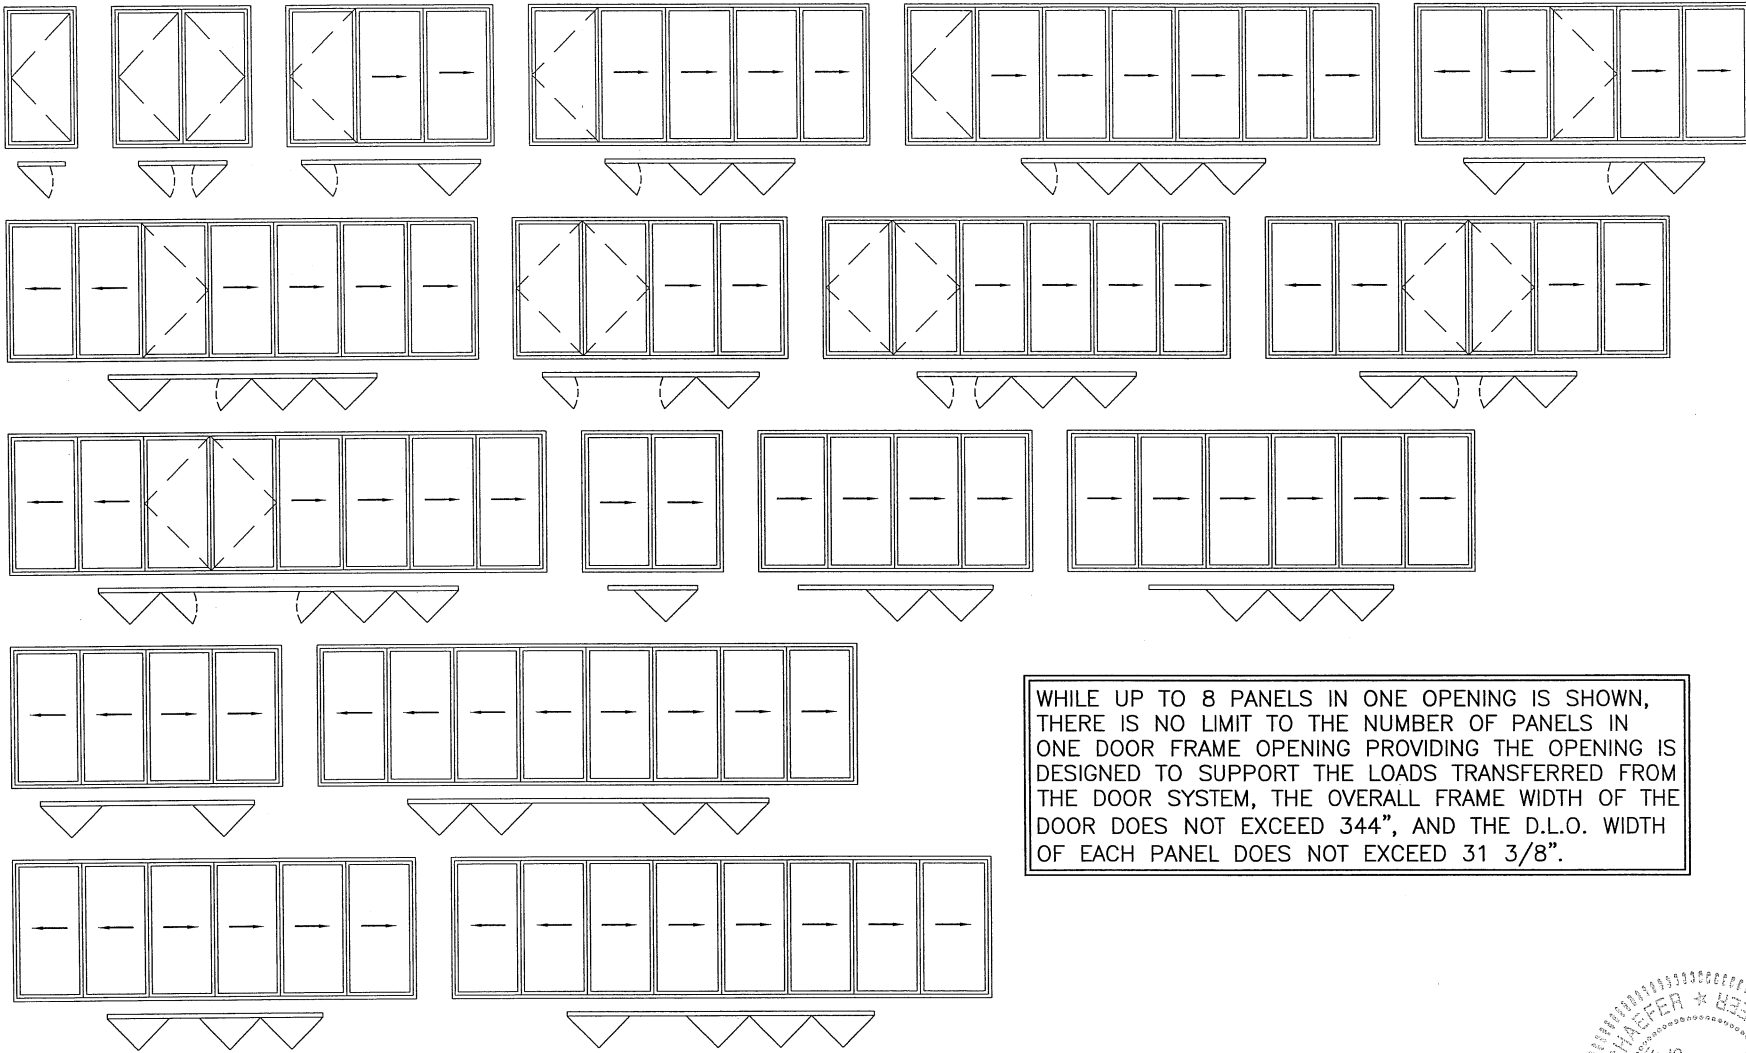 WHILE UP TO 8 PANELS IN ONE OPENING IS SHOWN,
THERE IS NO LIMIT TO THE NUMBER OF PANELS IN
ONE DOOR FRAME OPENING PROVIDING THE OPENING IS
DESIGNED TO SUPPORT THE LOADS TRANSFERRED FROM
THE DOOR SYSTEM, THE OVERALL FRAME WIDTH OF THE
DOOR DOES NOT EXCEED 344", AND THE D.L.O. WIDTH
OF EACH PANEL DOES NOT EXCEED 31 3/8".